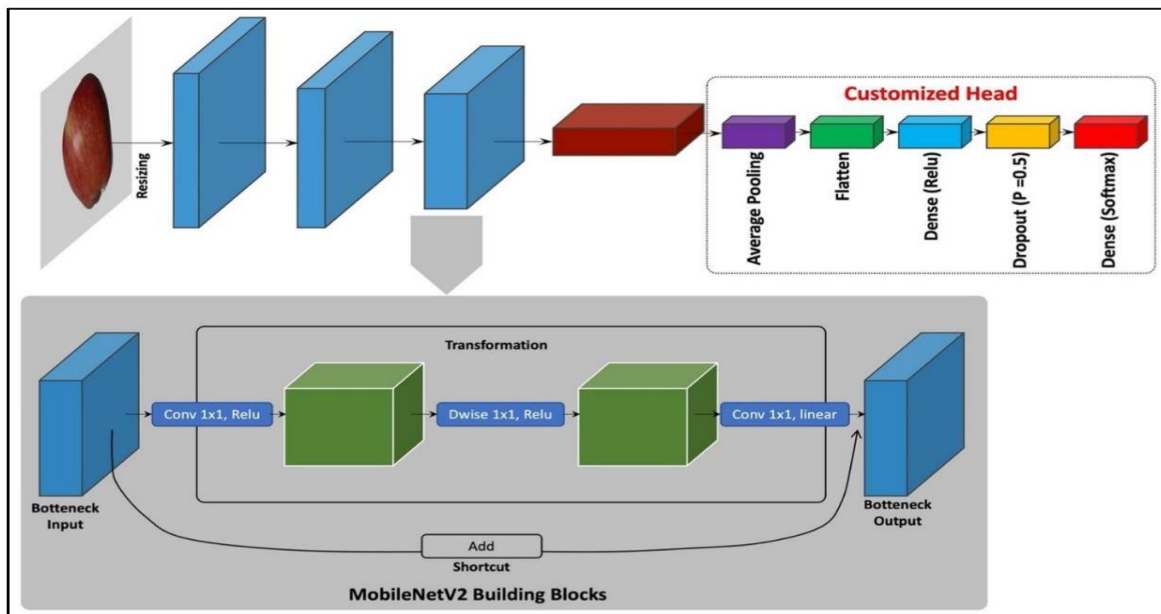 Customized Head
Resizing
Average Pooling
Flatten
Dense (Relu)
Dropout (P =0.5)
Dense (Softmax)
Transformation
Conv 1x1, Relu
Dwise 1x1, Relu
Conv 1x1, linear
Botteneck
Input
Botteneck
Output
Add
Shortcut
MobileNetV2 Building Blocks